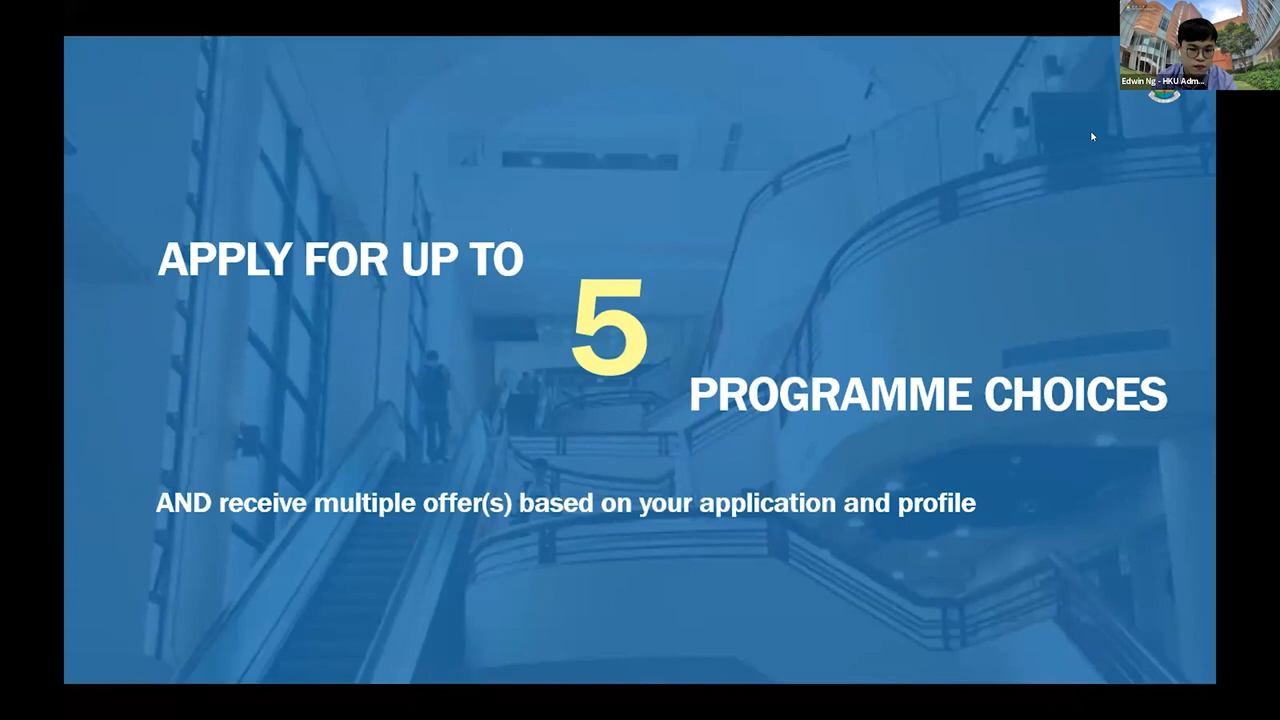 Edwin Ng - HKU Adm...
APPLY FOR UP TO
5
PROGRAMME CHOICES
AND receive multiple offer(s) based on your application and profile